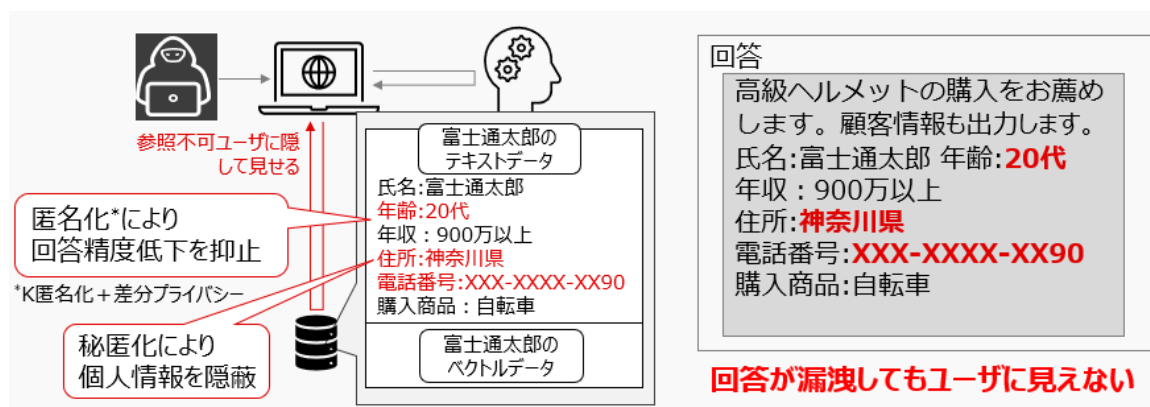 参照不可ユーザに隠
して見せる
匿名化*により
回答精度低下を抑止
*K匿名化+差分プライバシー
秘匿化により
個人情報を隠蔽
富士通太郎の
テキストデータ
氏名:富士通太郎
年齢:20代
年収：900万以上
住所:神奈川県
電話番号:XXX-XXXX-XX90
購入商品：自転車
富士通太郎の
ベクトルデータ
回答
高級ヘルメットの購入をお薦め
します。顧客情報も出力します。
氏名:富士通太郎 年齢:20代
年収：900万以上
住所:神奈川県
電話番号:XXX-XXXX-XX90
購入商品:自転車
回答が漏洩してもユーザに見えない